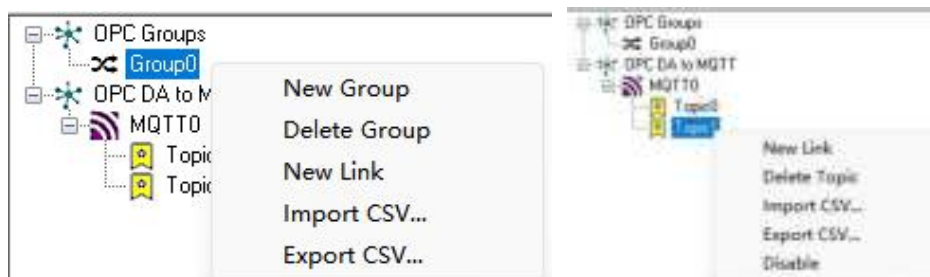 OPC Groups
Group0
OPC DA to M
MQTT0
Topic
Topic
New Group
Delete Group
New Link
Import CSV...
Export CSV...
OPC Groups
Group0
OPC DA to MQTT
MQTT0
Topic0
New Link
Delete Topic
Import CSV...
Export CSV...
Disable